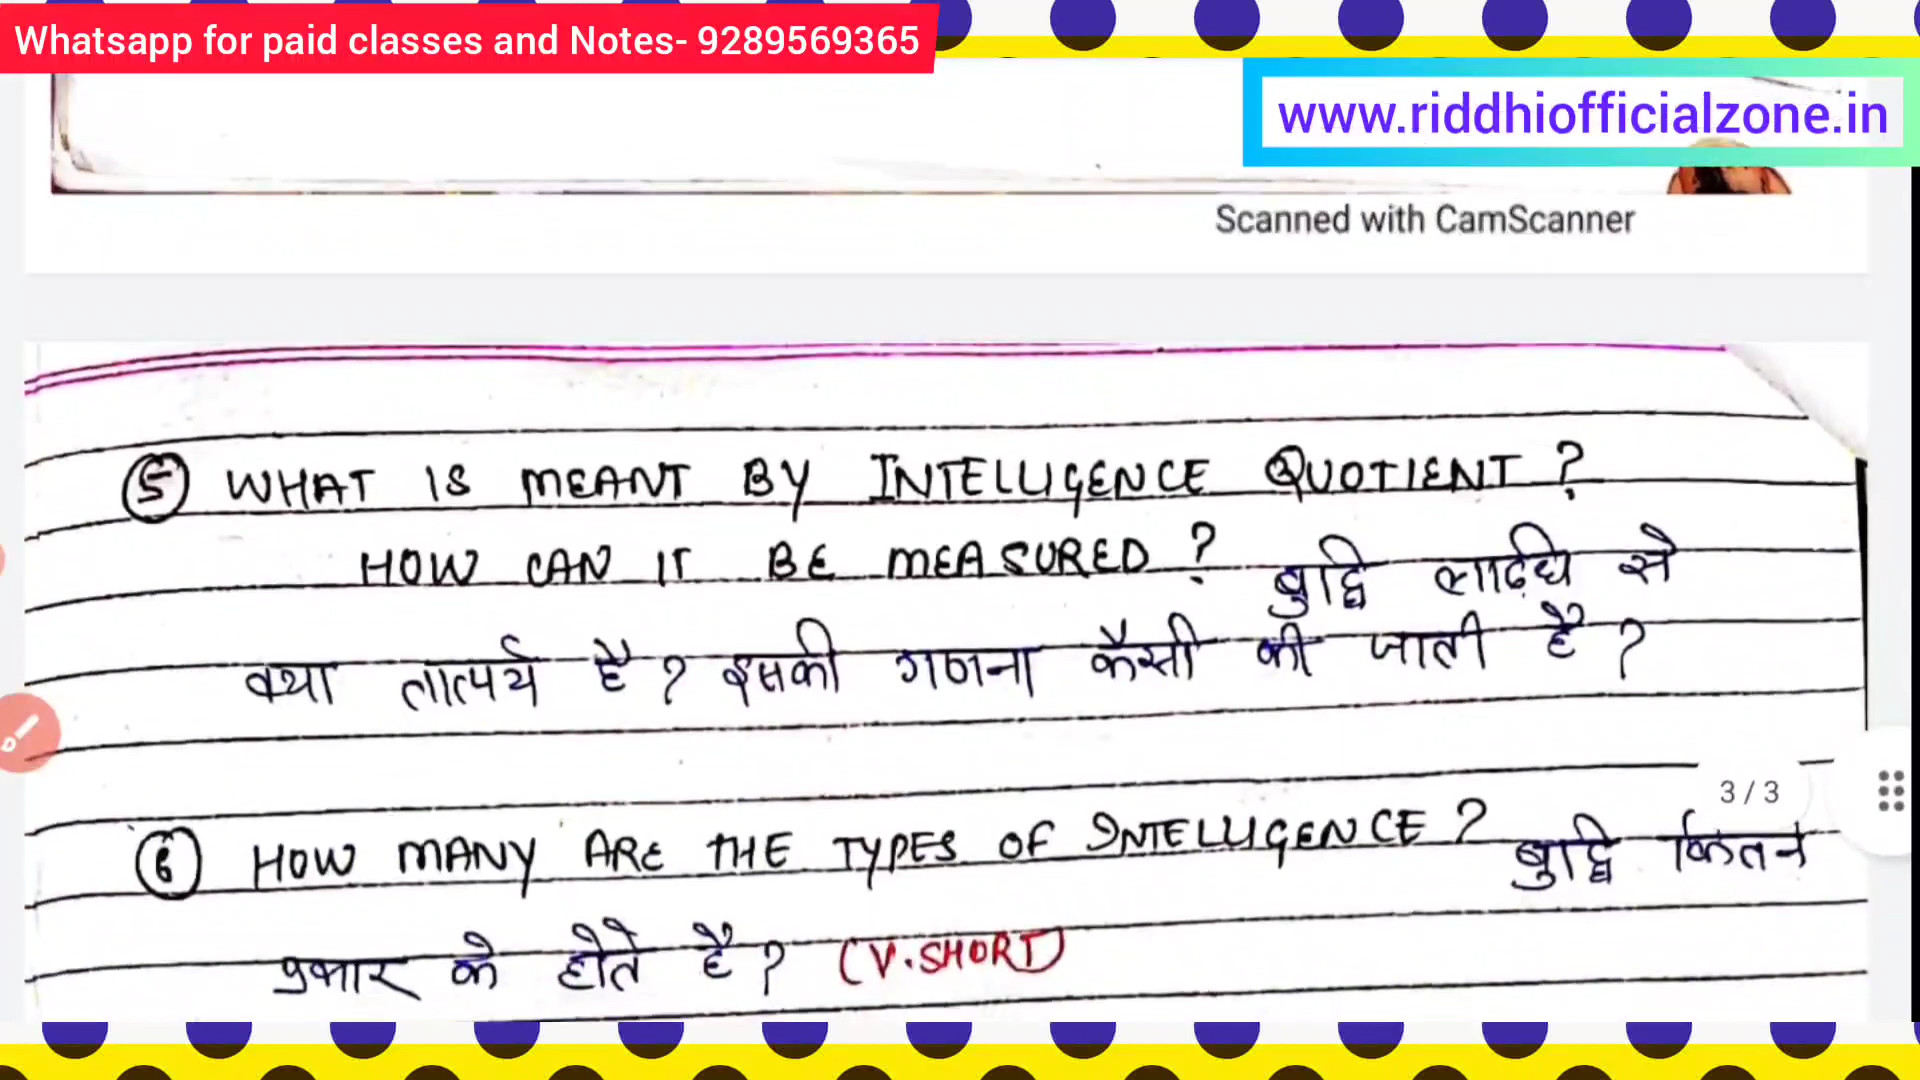 Whatsapp for paid classes and Notes- 9289569365
www.riddhiofficialzone.in
Scanned with CamScanner
5 WHAT IS MEANT BY INTELLIGENCE QUOTIENT ?
HOW CAN IT BE MEASURED ? बुद्धि लब्धि से
क्या तात्पर्य है ? इसकी गणना कैसी की जाती है ?
3 / 3
6 HOW MANY ARE THE TYPES OF INTELLIGENCE ? बुद्धि कितने
प्रकार के होते है ? (V. SHORT)